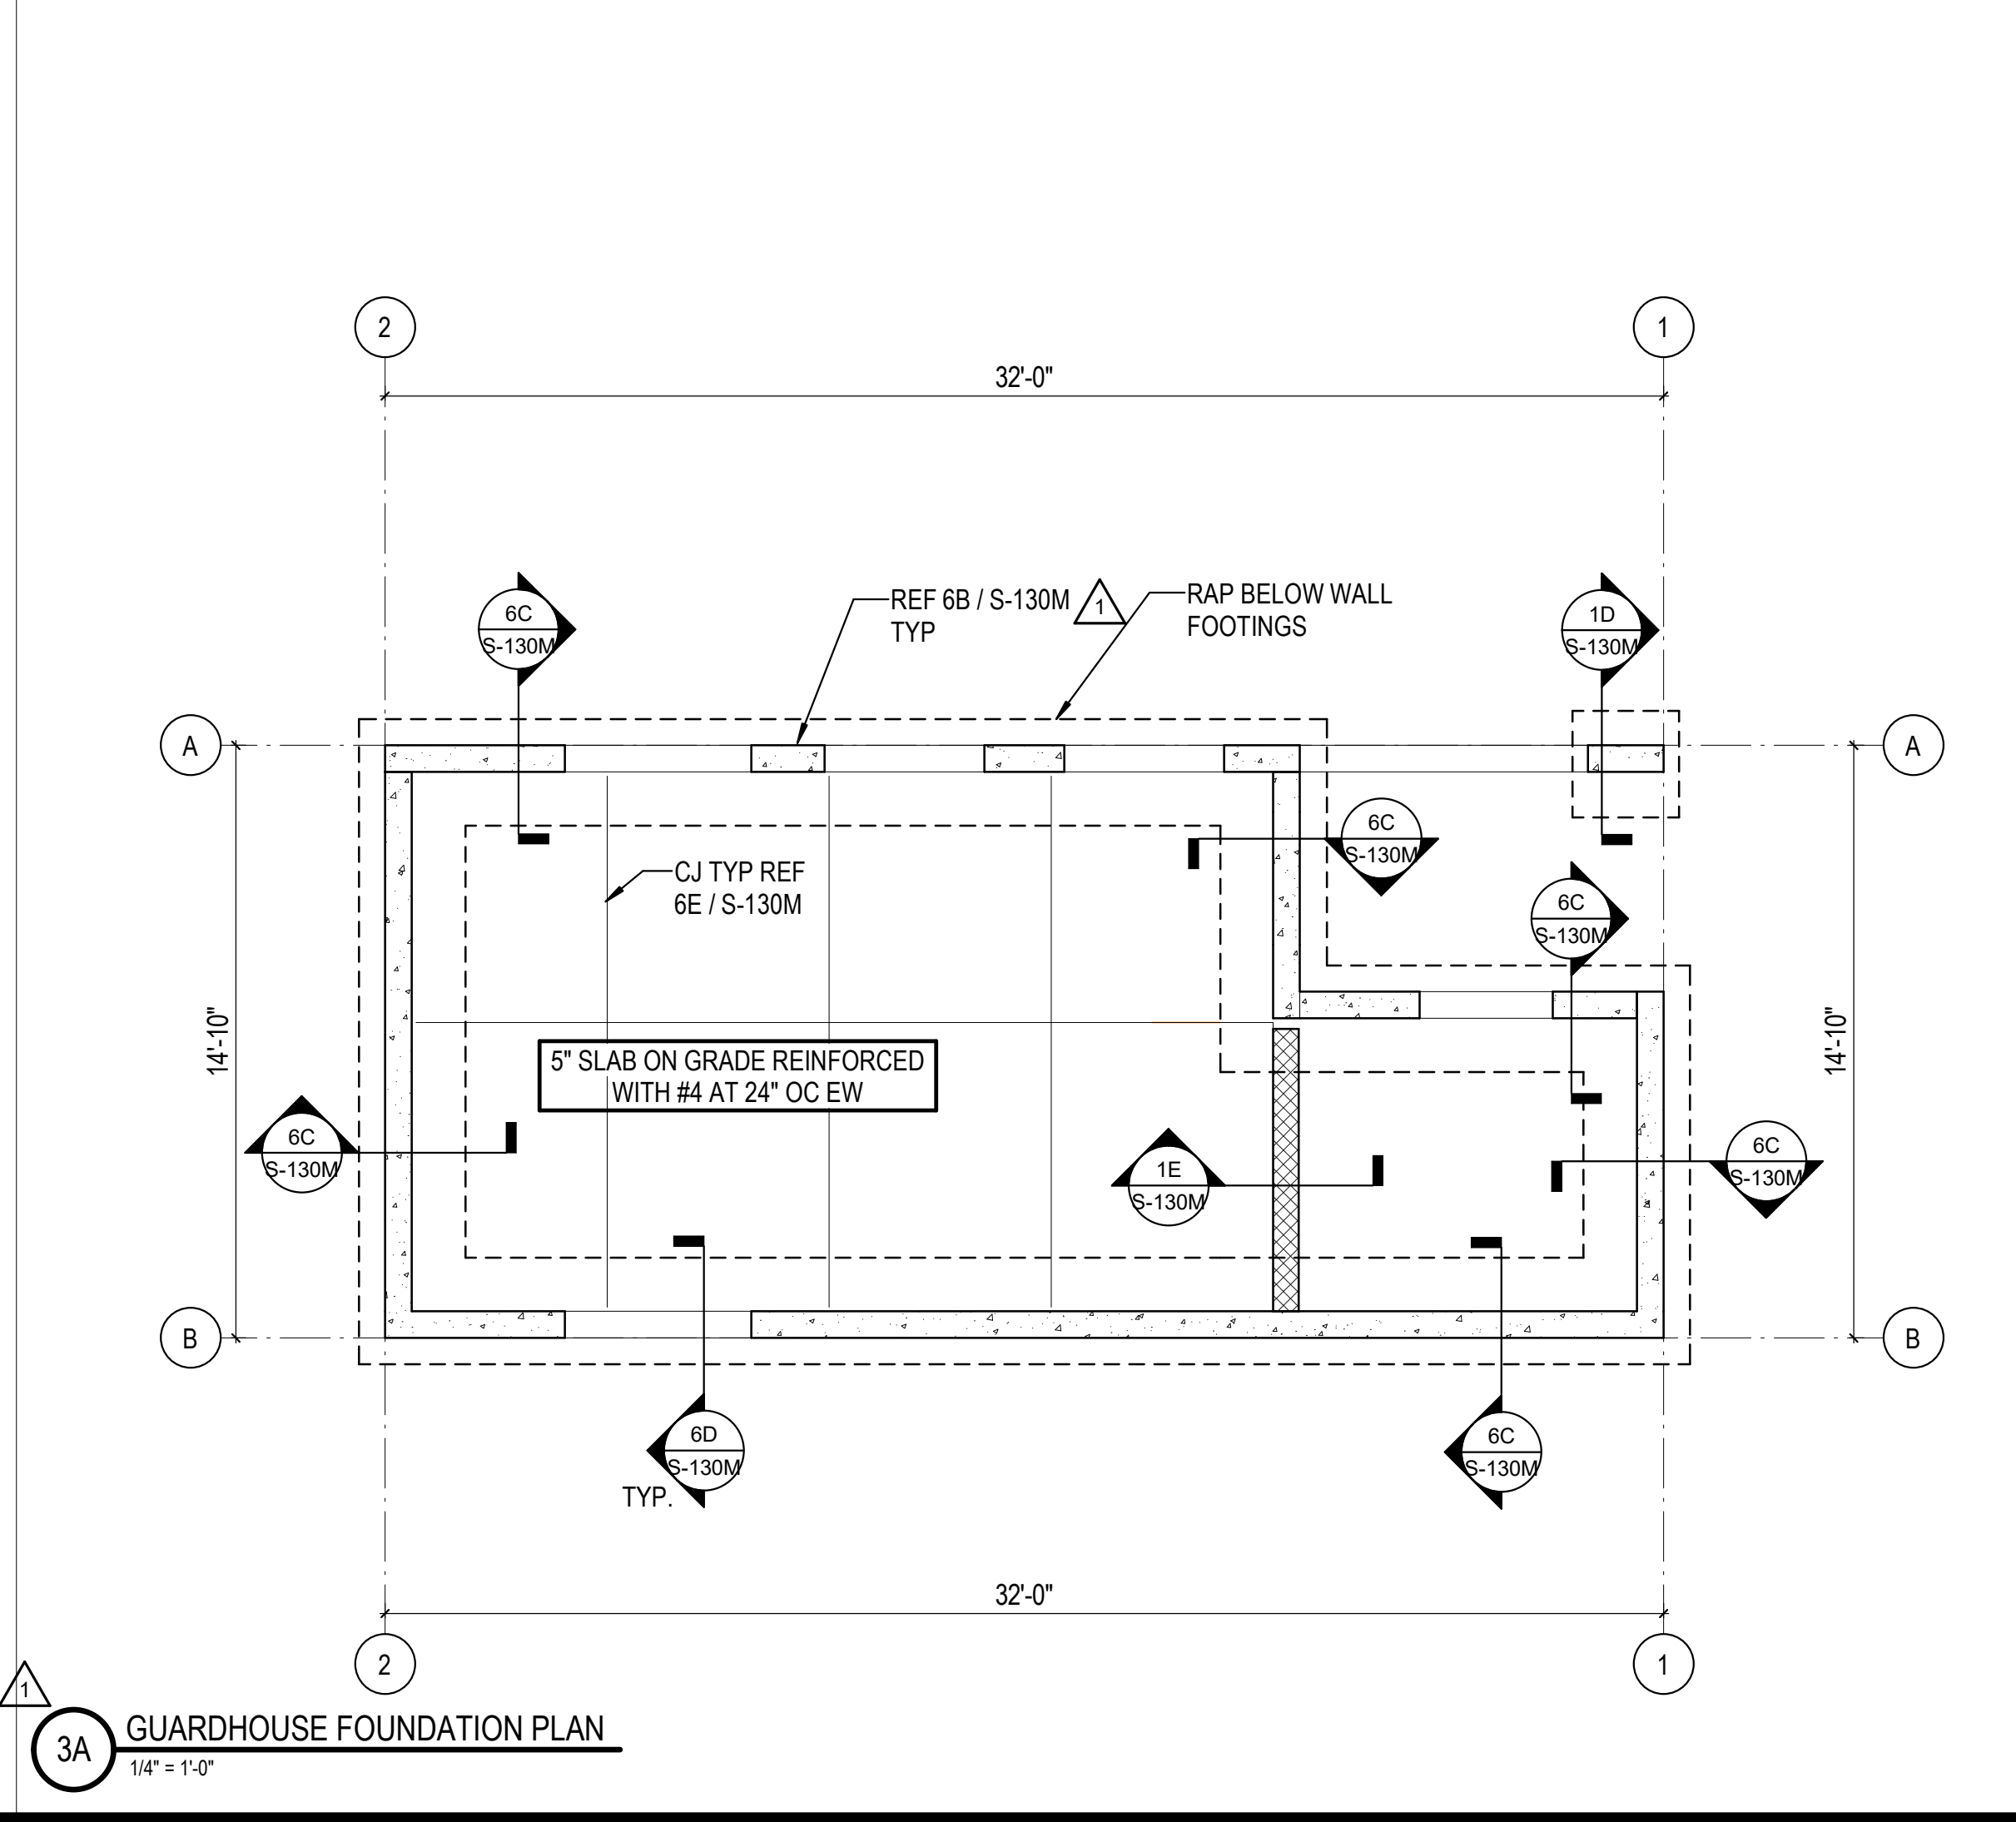 2
1
32'-0"
6C
S-130M
REF 6B / S-130M
TYP
1
RAP BELOW WALL
FOOTINGS
1D
S-130M
A
A
6C
S-130M
CJ TYP REF
6E / S-130M
6C
S-130M
14'-10"
14'-10"
5" SLAB ON GRADE REINFORCED
WITH #4 AT 24" OC EW
6C
S-130M
1E
S-130M
6C
S-130M
B
B
6D
S-130M
TYP.
6C
S-130M
32'-0"
2
1
1
3A
GUARDHOUSE FOUNDATION PLAN
1/4" = 1'-0"